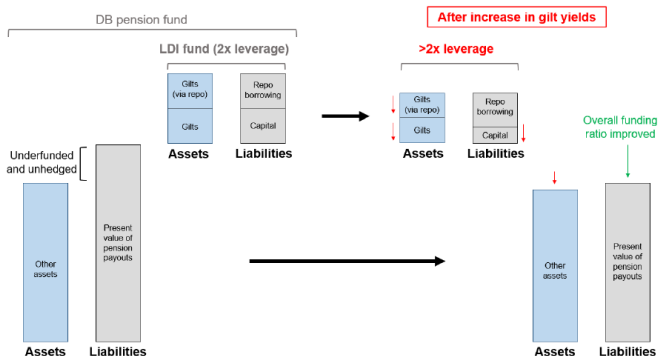 DB pension fund
After increase in gilt yields
LDI fund (2x leverage)
>2x leverage
Gilts
(via repo)
Gilts
Repo
borrowing
Capital
Assets
Liabilities
Gilts
(via repo)
Gilts
Repo
borrowing
Capital
Assets
Liabilities
Overall funding
ratio improved
Underfunded
and unhedged
Other
assets
Present
value of
pension
payouts
Assets
Liabilities
Other
assets
Present
value of
pension
payouts
Assets
Liabilities